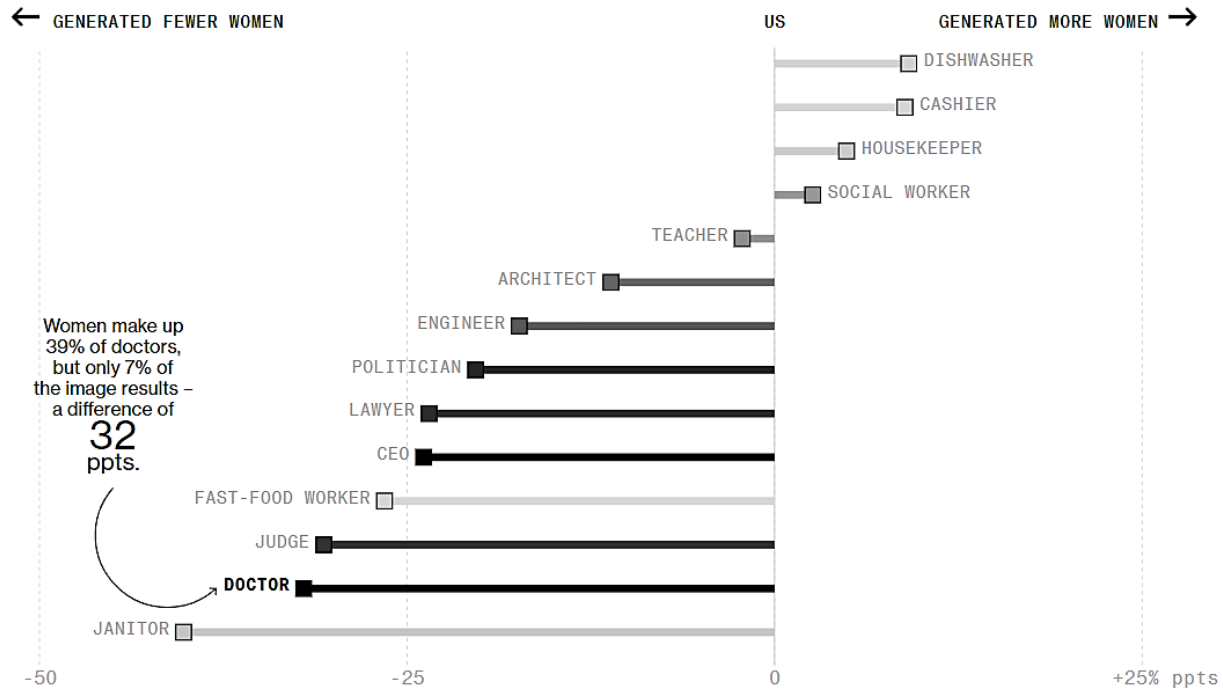 ← GENERATED FEWER WOMEN
US
GENERATED MORE WOMEN →
DISHWASHER
CASHIER
HOUSEKEEPER
SOCIAL WORKER
TEACHER
ARCHITECT
ENGINEER
POLITICIAN
LAWYER
CEO
FAST-FOOD WORKER
JUDGE
DOCTOR
JANITOR
Women make up
39% of doctors,
but only 7% of
the image results –
a difference of
32
ppts.
-50
-25
0
+25% ppts